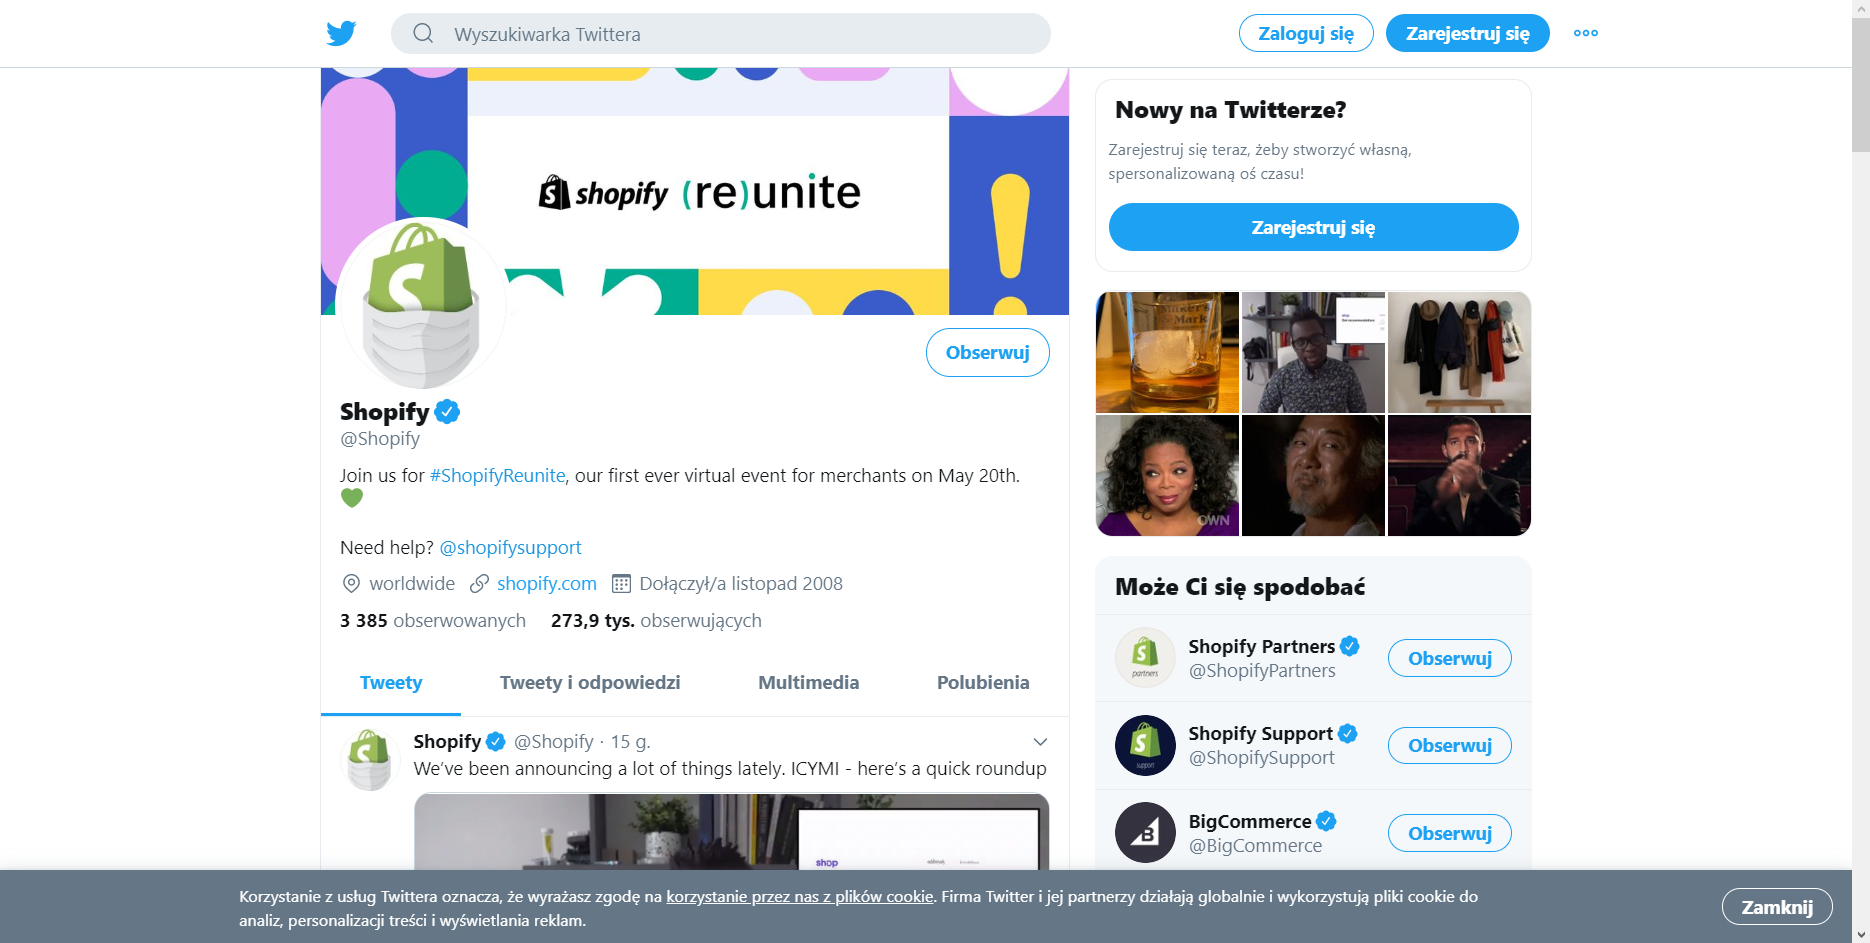 Wyszukiwarka Twittera
Zaloguj się
Zarejestruj się
shopify (re)unite
Obserwuj
Shopify
@Shopify
Join us for #ShopifyReunite, our first ever virtual event for merchants on May 20th.
💚
Need help? @shopifysupport
worldwide shopify.com Dołączył/a listopad 2008
3 385 obserwowanych 273,9 tys. obserwujących
Tweety Tweety i odpowiedzi Multimedia Polubienia
Shopify @Shopify · 15 g.
We've been announcing a lot of things lately. ICYMI - here's a quick roundup
shop
Nowy na Twitterze?
Zarejestruj się teraz, żeby stworzyć własną,
spersonalizowaną oś czasu!
Zarejestruj się
Maker's
Mark
OWN
Może Ci się spodobać
partners
Shopify Partners
@ShopifyPartners
Obserwuj
support
Shopify Support
@ShopifySupport
Obserwuj
B
BigCommerce
@BigCommerce
Obserwuj
Korzystanie z usług Twittera oznacza, że wyrażasz zgodę na korzystanie przez nas z plików cookie. Firma Twitter i jej partnerzy działają globalnie i wykorzystują pliki cookie do
analiz, personalizacji treści i wyświetlania reklam.
Zamknij